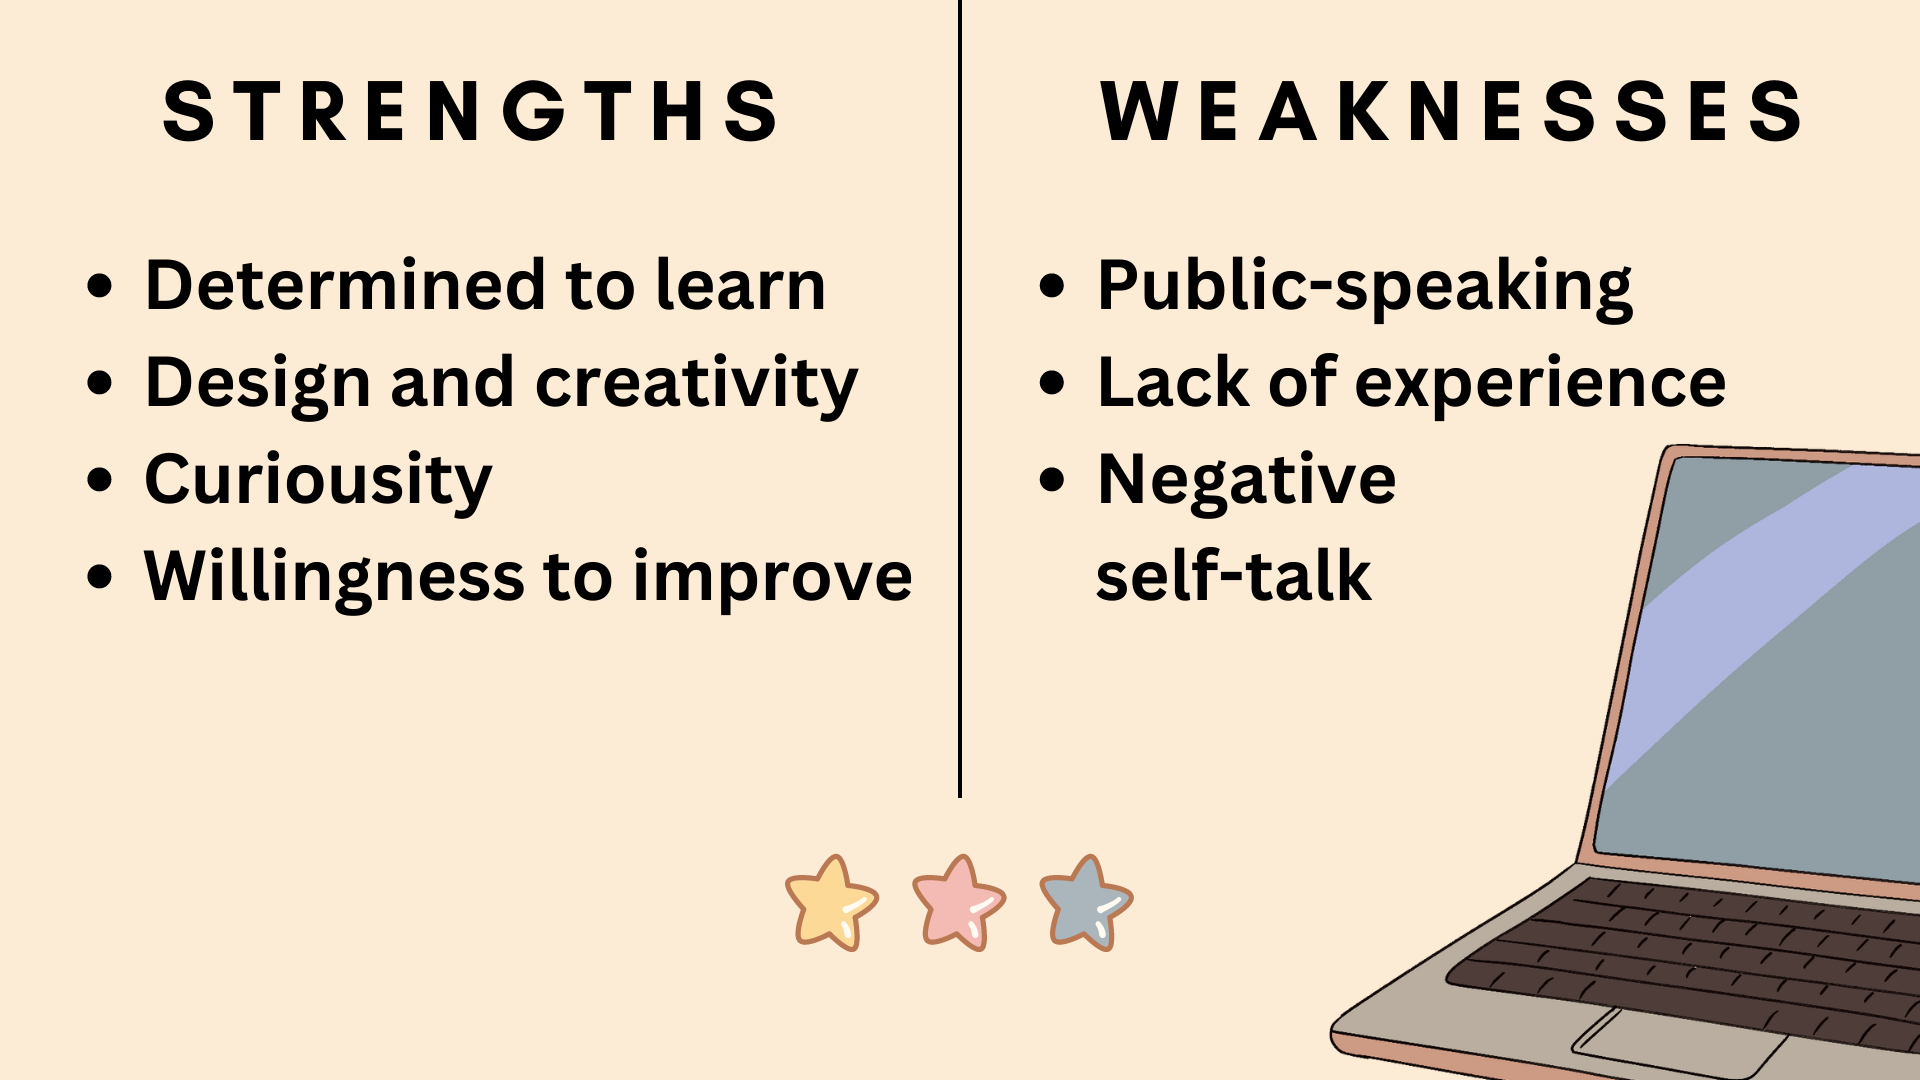 STRENGTHS
• Determined to learn
• Design and creativity
• Curiousity
• Willingness to improve
WEAKNESSES
• Public-speaking
• Lack of experience
• Negative
self-talk